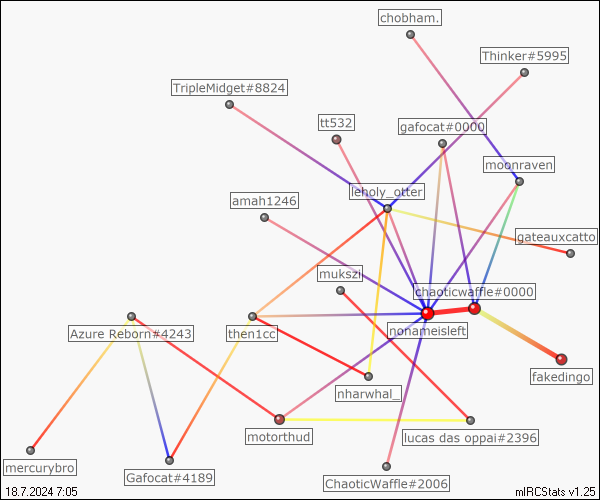 chobham.
Thinker#5995
TripleMidget#8824
tt532
gafocat#0000
moonraven
leholy_otter
amah1246
gateauxcatto
mukszi
chaoticwaffle#0000
Azure Reborn#4243
then1cc
nonameisleft
fakedingo
nharwhal_
motorthud
lucas das oppai#2396
mercurybro
Gafocat#4189
ChaoticWaffle#2006
18.7.2024 7:05
mIRCStats v1.25